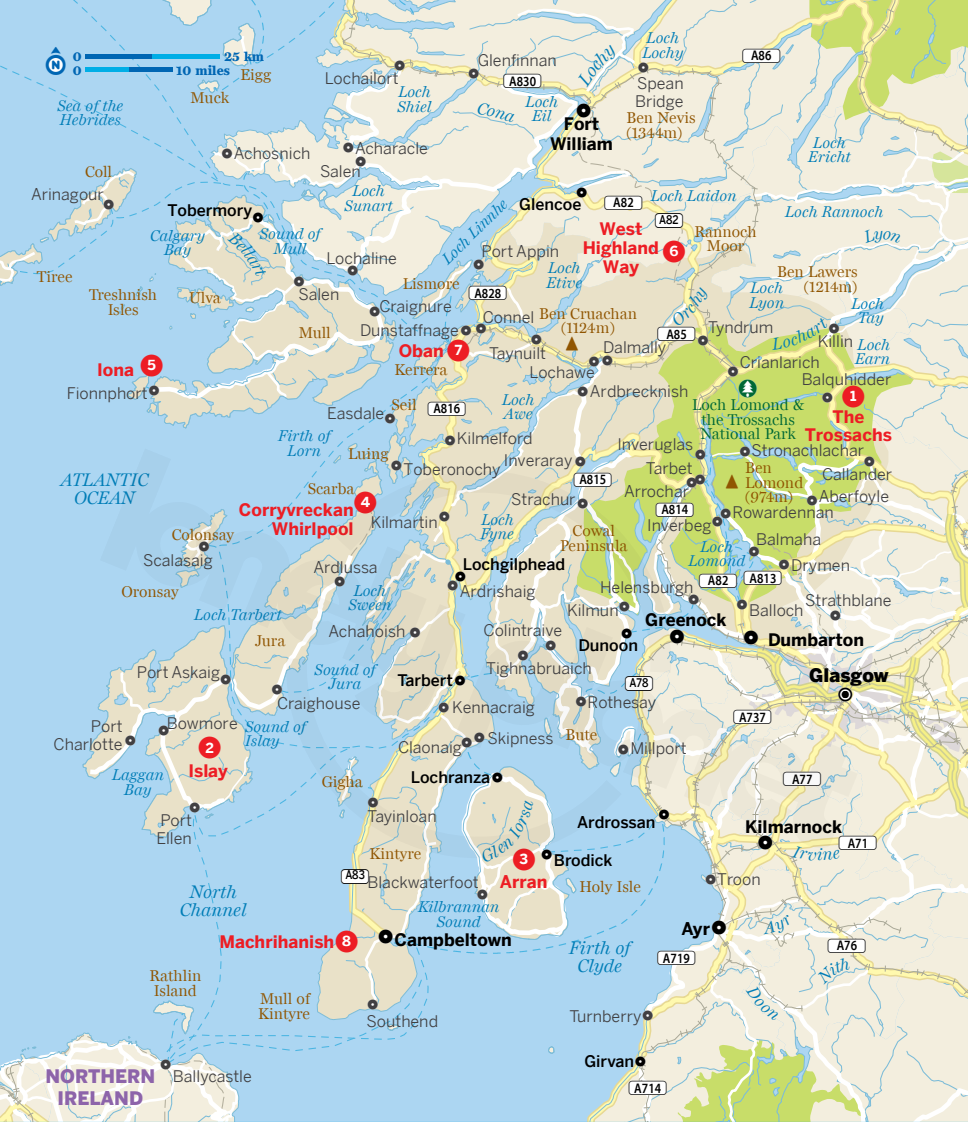 0
25 km
N
0
10 miles
Eigg
Muck
Sea of the
Hebrides
Lochailort
Glenfinnan
A830
Lochy
Loch
Lochy
A86
Spean
Bridge
Loch
Shiel
Cona
Loch
Eil
Fort
William
Ben Nevis
(1344m)
Loch
Ericht
Achosnich
Acharacle
Salen
Coll
Arinagour
Loch
Sunart
Tobermory
Glencoe
A82
Loch Laidon
A82
Loch Rannoch
Calgary
Bay
Bellart
Sound of
Mull
Loch Linnhe
West
Highland
Way
6
Rannoch
Moor
Lyon
Lochaline
Port Appin
Tiree
Treshnish
Isles
Ulva
Salen
Lismore
Loch
Etive
Ben Lawers
(1214m)
Loch
Lyon
A828
Orchy
Loch
Tay
Craignure
Mull
Dunstaffnage
Connel
Ben Cruachan
(1124m)
A85
Tyndrum
Lochart
Killin
Loch
Earn
Oban
7
Taynuilt
Dalmally
Kerrera
Lochawe
Crianlarich
Iona
5
Fionnphort
Ardbrecknish
Balquhidder
1
The
Trossachs
Loch Lomond &
the Trossachs
National Park
Easdale
Seil
A816
Loch
Awe
Firth of
Lorn
Kilmelford
Inveruglas
Stronachlachar
Luing
Toberonochy
Inveraray
Tarbet
Ben
Lomond
(974m)
Callander
ATLANTIC
OCEAN
Scarba
A815
Arrochar
Aberfoyle
Corryvreckan
Whirlpool
4
Strachur
A814
Rowardennan
Kilmartin
Inverbeg
Colonsay
Scalasaig
Loch
Fyne
Cowal
Peninsula
Loch
Lomond
Balmaha
Ardlussa
Lochgilphead
Drymen
Oronsay
Ardrishaig
Helensburgh
A82
A813
Loch
Sween
Loch Tarbert
Kilmun
Balloch
Strathblane
Jura
Achahoish
Colintraive
Dunoon
Greenock
Dumbarton
Port Askaig
Sound of
Jura
Tighnabruaich
Glasgow
Tarbert
A78
Craighouse
Kennacraig
Rothesay
Port
Charlotte
Bowmore
Sound of
Islay
A737
2
Islay
Claonaig
Skipness
Bute
Millport
Laggan
Bay
Gigha
Lochranza
A77
Port
Ellen
Tayinloan
Glen Iorsa
Ardrossan
Kilmarnock
A71
Kintyre
3
Arran
Brodick
Irvine
A83
Blackwaterfoot
Holy Isle
Troon
North
Channel
Kilbrannan
Sound
Machrihanish
8
Campbeltown
Firth of
Clyde
Ayr
Ayr
A76
A719
Nith
Rathlin
Island
Mull of
Kintyre
Southend
Doon
Turnberry
NORTHERN
IRELAND
Ballycastle
Girvan
A714